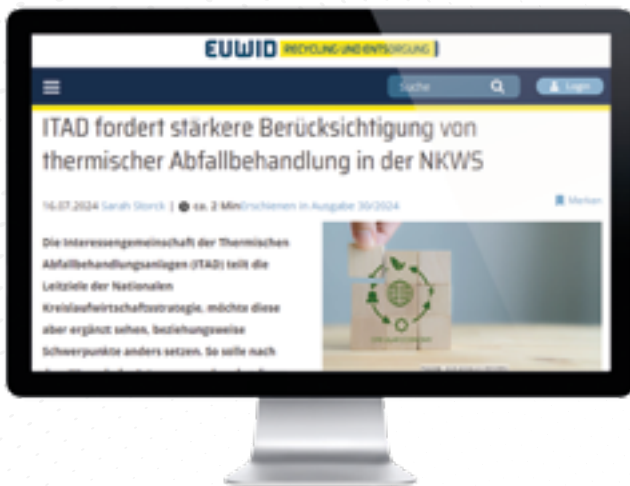 EUWID RECYCLING UND ENTSORGUNG
Suche Login
ITAD fordert stärkere Berücksichtigung von
thermischer Abfallbehandlung in der NKWS
16.07.2024 Sarah Storck | ca. 2 Min Erschienen in Ausgabe 30/2024 Merken
Die Interessengemeinschaft der Thermischen
Abfallbehandlungsanlagen (ITAD) teilt die
Leitziele der Nationalen
Kreislaufwirtschaftsstrategie, möchte diese
aber ergänzt sehen, beziehungsweise
Schwerpunkte anders setzen. So solle nach